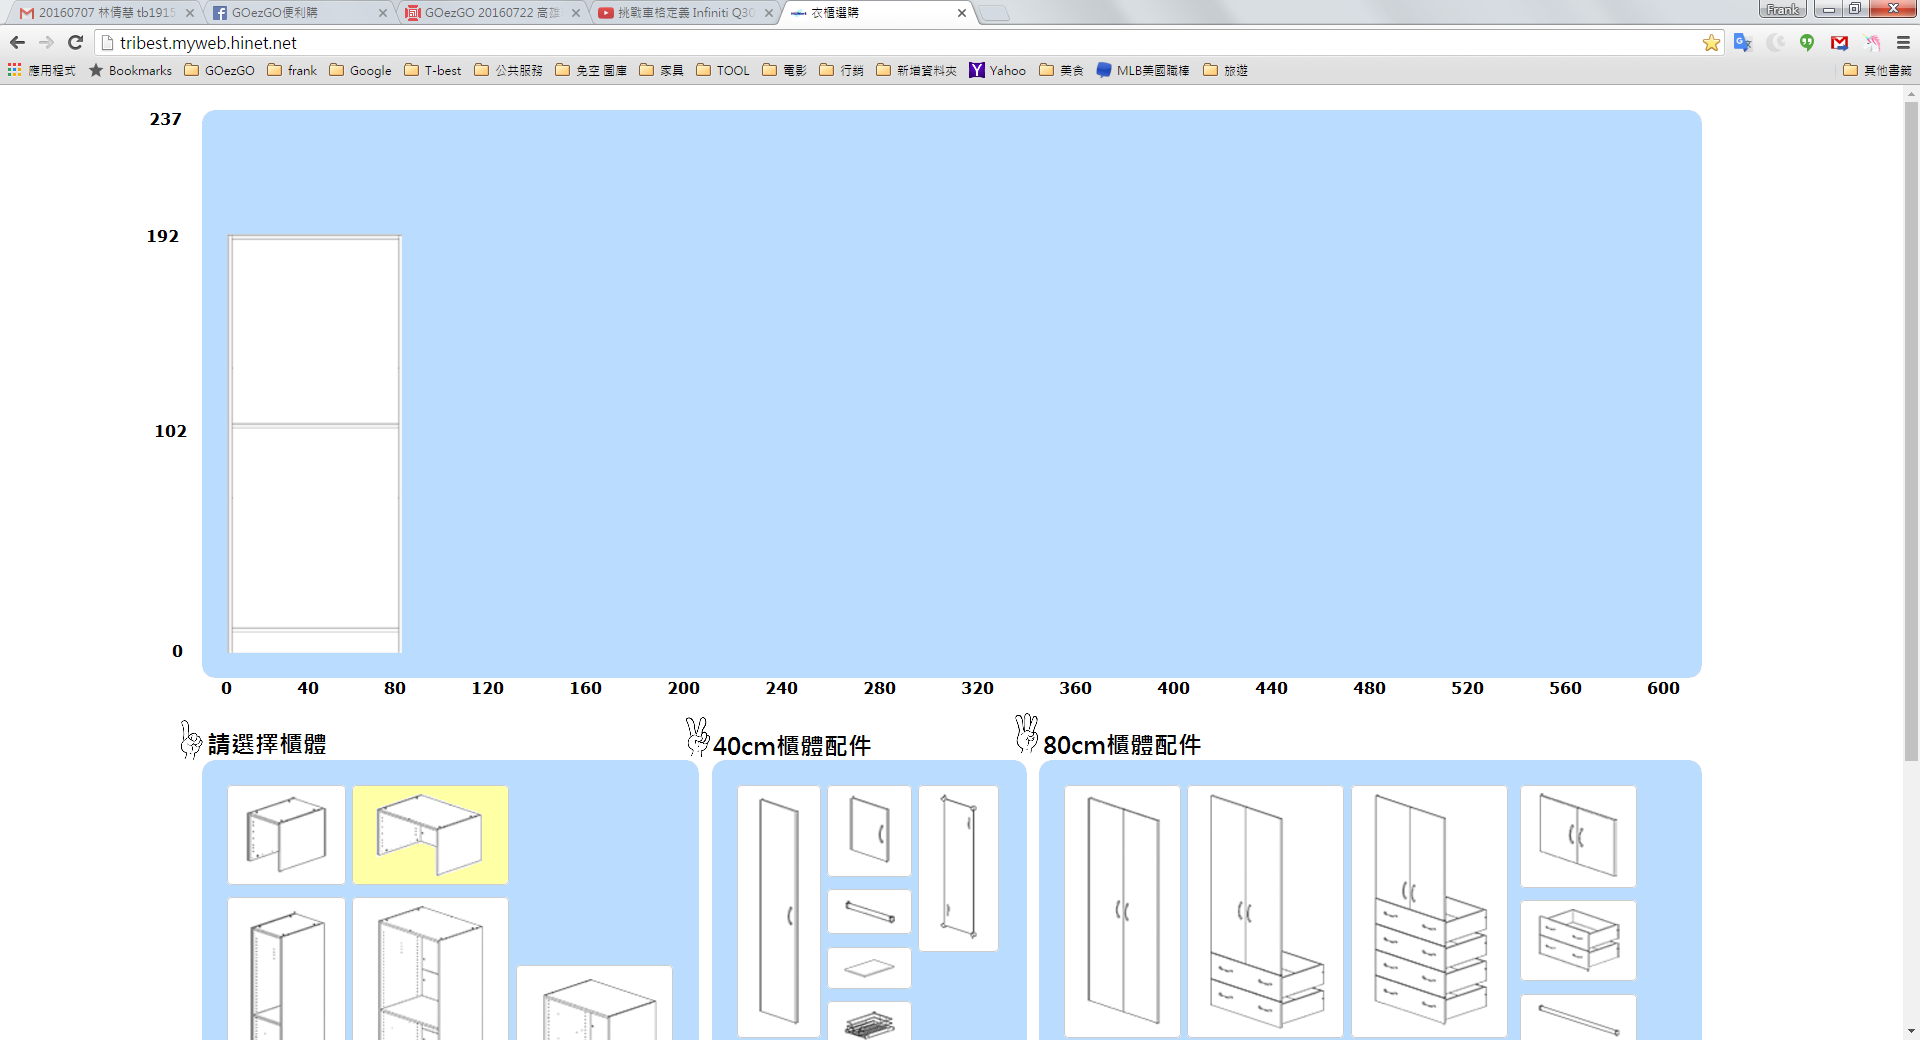 20160707 林倩慧 tb1915
GOezGO便利購
GOezGO 20160722 高雄
挑戰車格定義 Infiniti Q30
衣櫃選購
Frank
tribest.myweb.hinet.net
應用程式
Bookmarks
GOezGO
frank
Google
T-best
公共服務
免空 圖庫
家具
TOOL
電影
行銷
新增資料夾
Yahoo
美食
MLB美國職棒
旅遊
其他書籤
237
192
102
0
0 40 80 120 160 200 240 280 320 360 400 440 480 520 560 600
請選擇櫃體
40cm櫃體配件
80cm櫃體配件